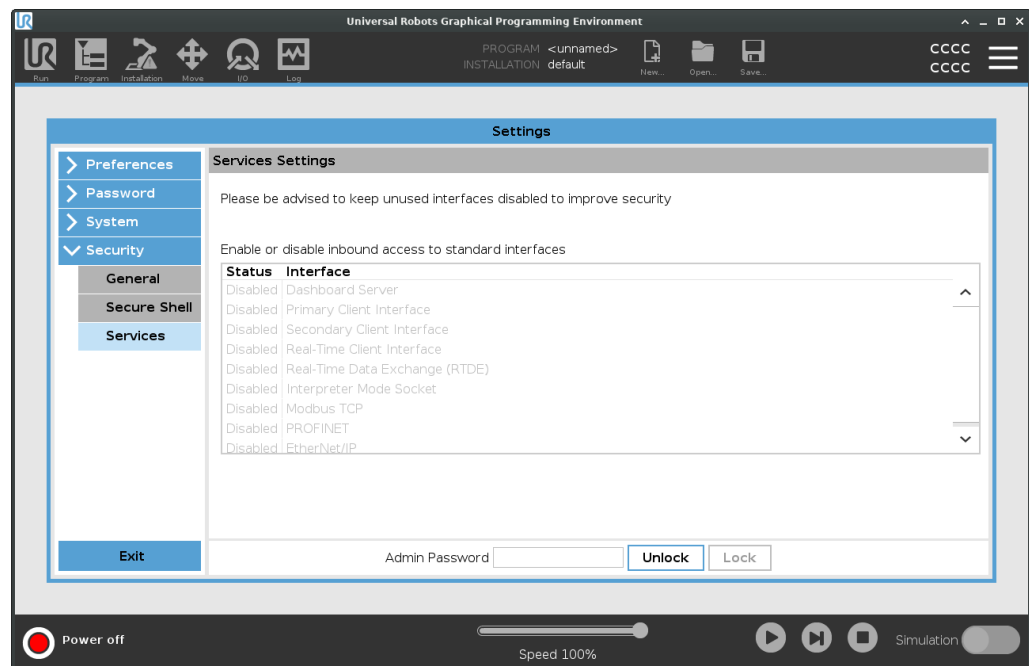 Universal Robots Graphical Programming Environment
UR
Run
Program
Installation
Move
I/O
Log
PROGRAM <unnamed>
INSTALLATION default
New...
Open...
Save...
CCCC
CCCC
Settings
Preferences
Password
System
Security
General
Secure Shell
Services
Exit
Services Settings
Please be advised to keep unused interfaces disabled to improve security
Enable or disable inbound access to standard interfaces
Status Interface
Disabled Dashboard Server
Disabled Primary Client Interface
Disabled Secondary Client Interface
Disabled Real-Time Client Interface
Disabled Real-Time Data Exchange (RTDE)
Disabled Interpreter Mode Socket
Disabled Modbus TCP
Disabled PROFINET
Disabled EtherNet/IP
Admin Password Unlock Lock
Power off
Speed 100%
Simulation